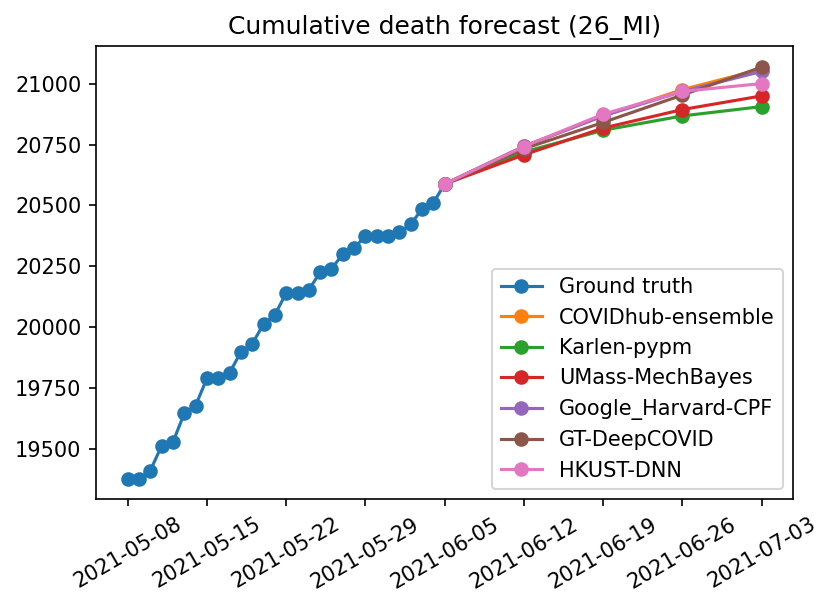 Cumulative death forecast (26_MI)
21000
20750
20500
20250
20000
19750
19500
Ground truth
COVIDhub-ensemble
Karlen-pypm
UMass-MechBayes
Google_Harvard-CPF
GT-DeepCOVID
HKUST-DNN
2021-05-08
2021-05-15
2021-05-22
2021-05-29
2021-06-05
2021-06-12
2021-06-19
2021-06-26
2021-07-03